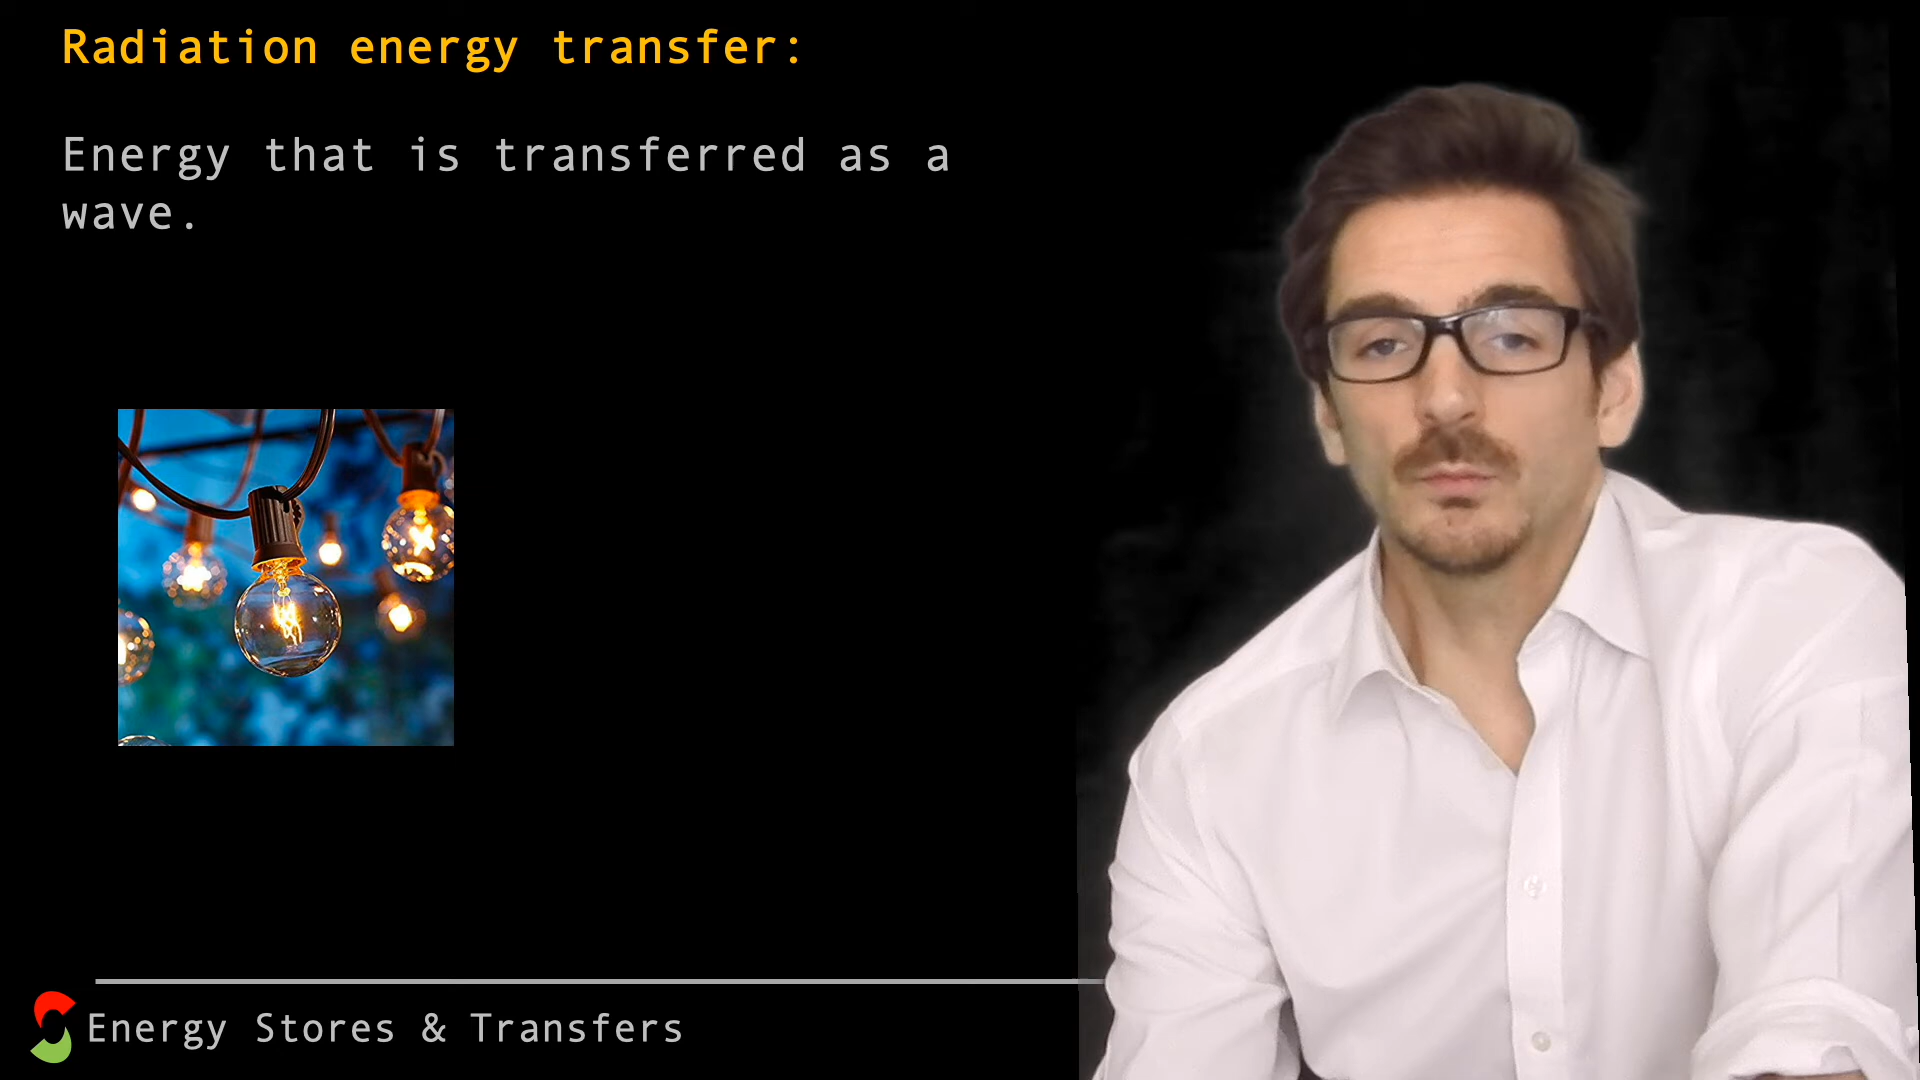 Radiation energy transfer:
Energy that is transferred as a
wave.
Energy Stores & Transfers